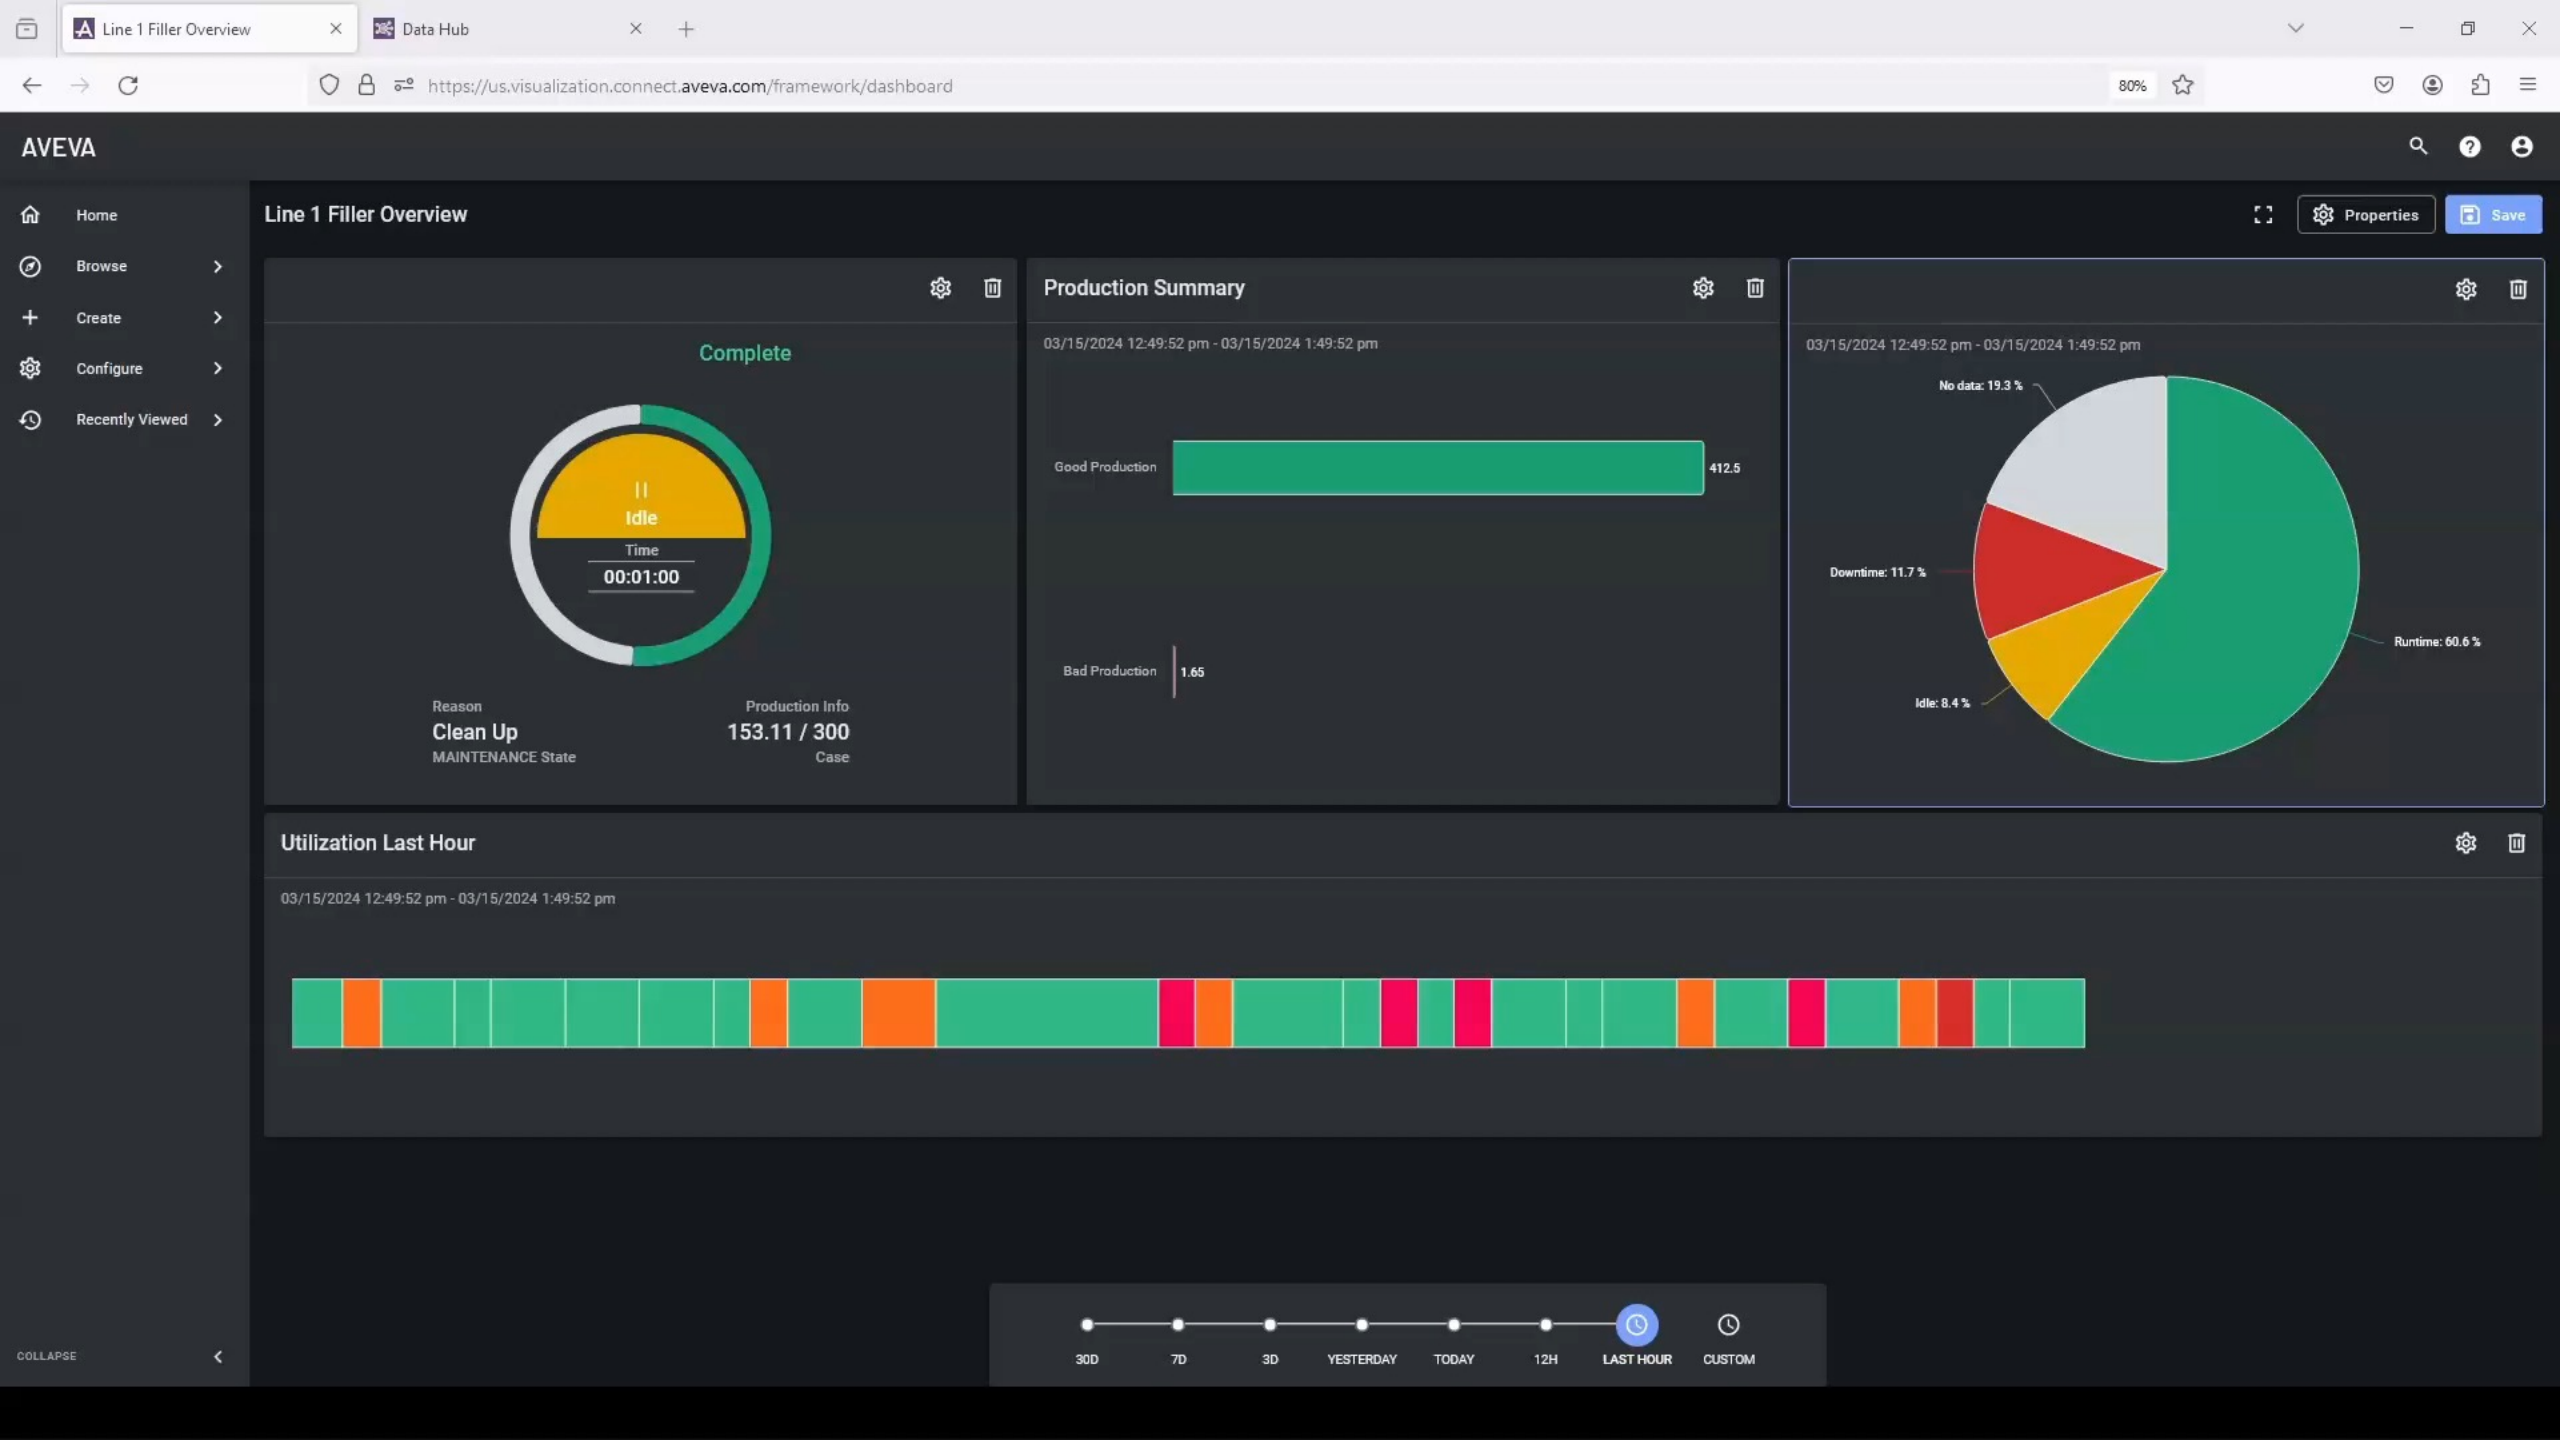 Line 1 Filler Overview
Data Hub
https://us.visualization.connect.aveva.com/framework/dashboard
80%
AVEVA
Home
Browse
Create
Configure
Recently Viewed
COLLAPSE
Line 1 Filler Overview
Properties
Save
Complete
Idle
Time
00:01:00
Reason
Clean Up
MAINTENANCE State
Production Info
153.11 / 300
Case
Production Summary
03/15/2024 12:49:52 pm - 03/15/2024 1:49:52 pm
Good Production
412.5
Bad Production
1.65
03/15/2024 12:49:52 pm - 03/15/2024 1:49:52 pm
No data: 19.3 %
Downtime: 11.7 %
Runtime: 60.6 %
Idle: 8.4 %
Utilization Last Hour
03/15/2024 12:49:52 pm - 03/15/2024 1:49:52 pm
30D
7D
3D
YESTERDAY
TODAY
12H
LAST HOUR
CUSTOM